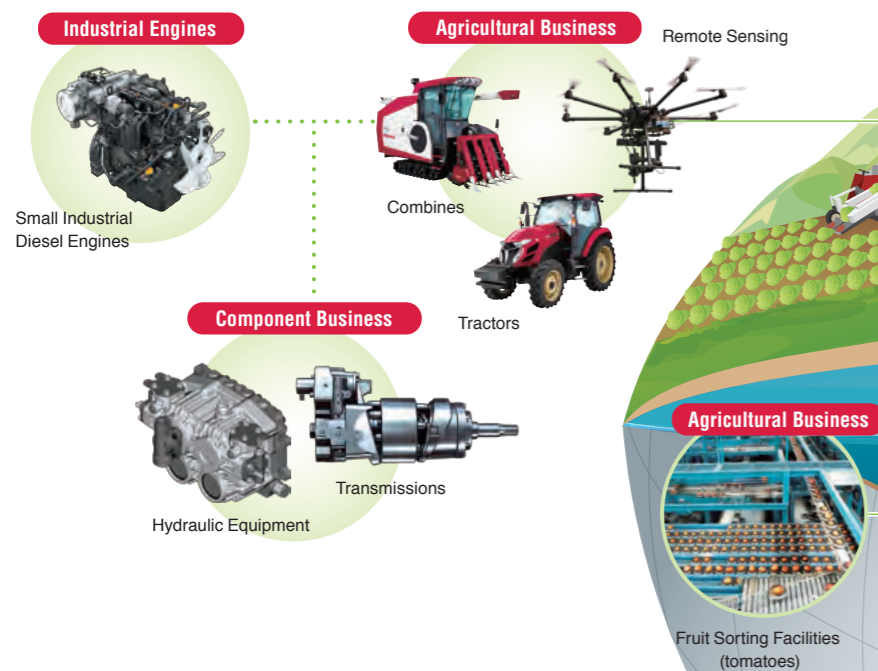 Industrial Engines
Small Industrial
Diesel Engines
Agricultural Business
Remote Sensing
Combines
Tractors
Component Business
Transmissions
Hydraulic Equipment
Agricultural Business
Fruit Sorting Facilities
(tomatoes)